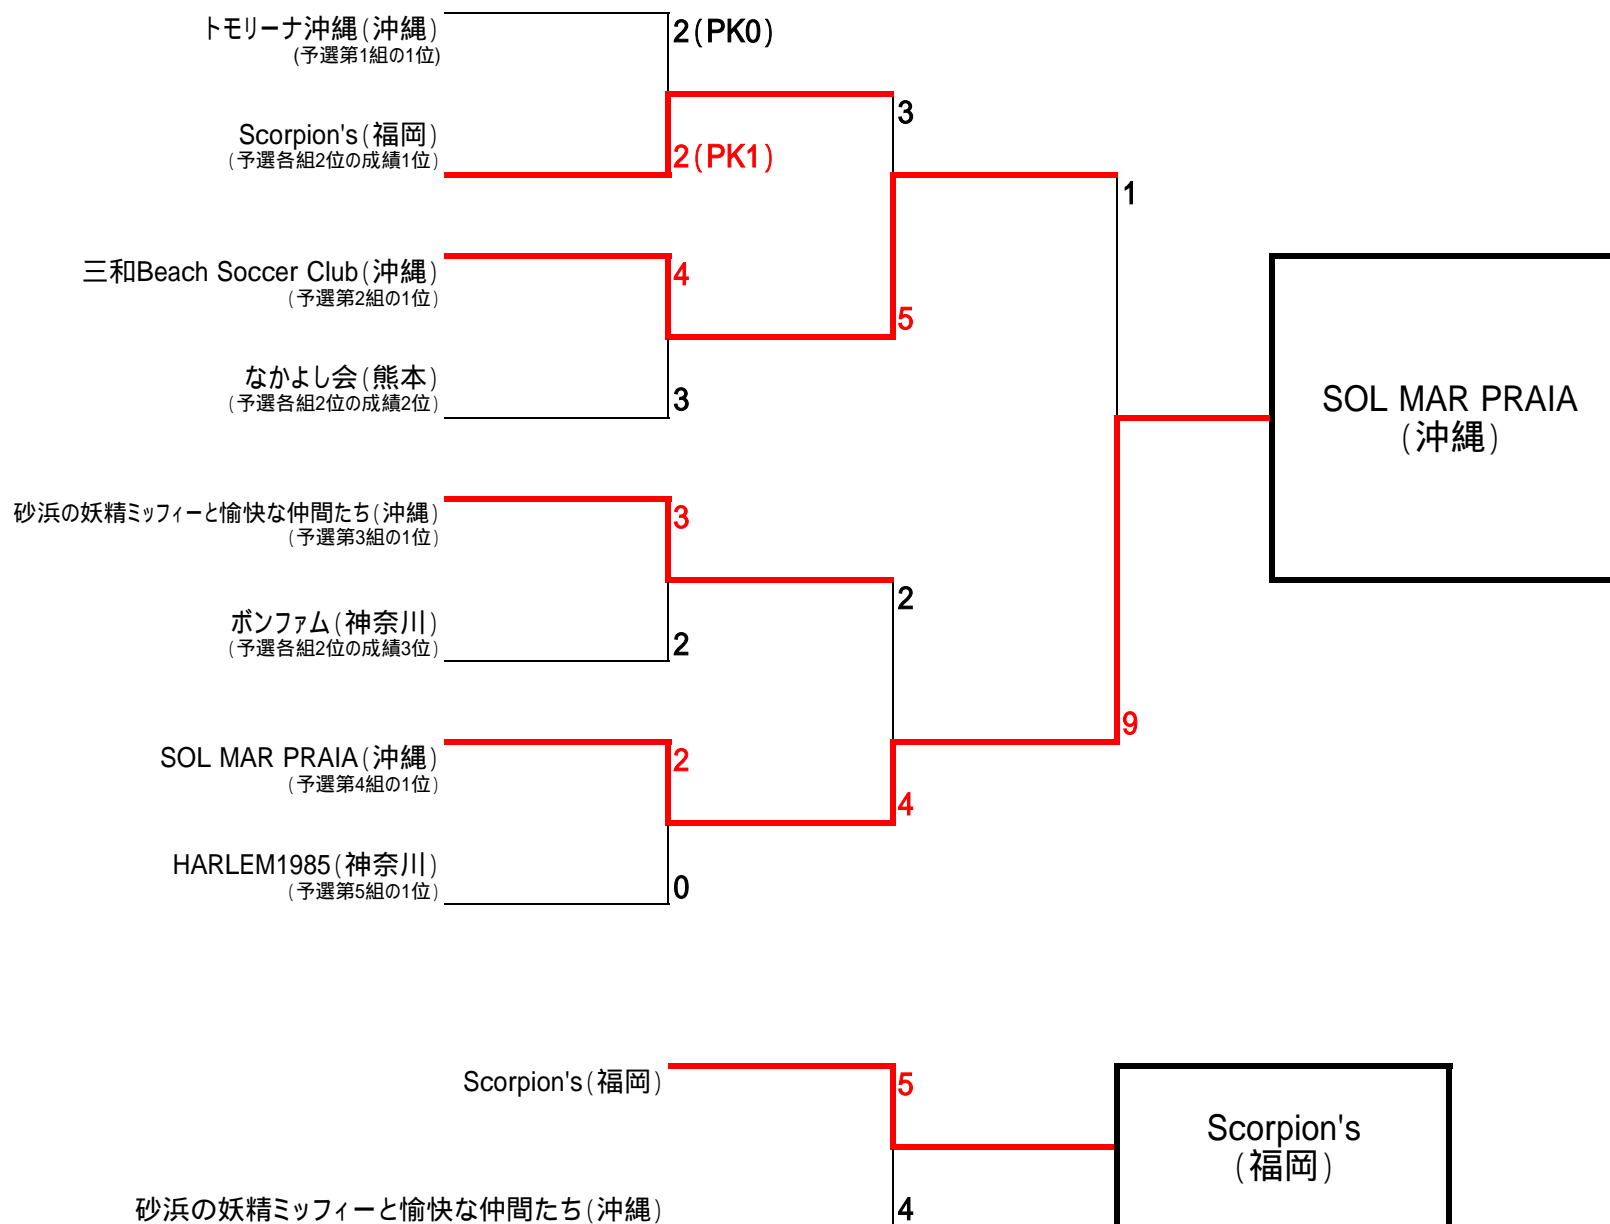 トモリーナ沖縄(沖縄)
(予選第1組の1位)
2(PK0)
3
Scorpion's(福岡)
(予選各組2位の成績1位)
2(PK1)
1
三和Beach Soccer Club(沖縄)
(予選第2組の1位)
4
5
なかよし会(熊本)
(予選各組2位の成績2位)
3
SOL MAR PRAIA
(沖縄)
砂浜の妖精ミッフィーと愉快な仲間たち(沖縄)
(予選第3組の1位)
3
2
ボンファム(神奈川)
(予選各組2位の成績3位)
2
9
SOL MAR PRAIA(沖縄)
(予選第4組の1位)
2
4
HARLEM1985(神奈川)
(予選第5組の1位)
0
Scorpion's(福岡)
5
Scorpion's
(福岡)
砂浜の妖精ミッフィーと愉快な仲間たち(沖縄)
4